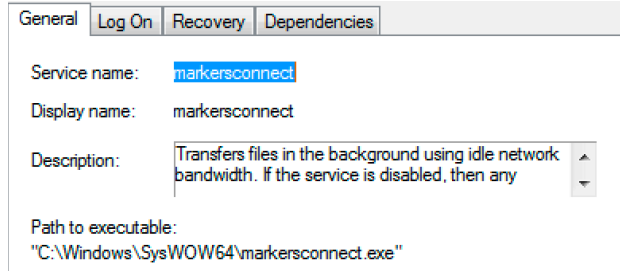 General Log On Recovery Dependencies
Service name: markersconnect
Display name: markersconnect
Description: Transfers files in the background using idle network
bandwidth. If the service is disabled, then any
Path to executable:
"C:\Windows\SysWOW64\markersconnect.exe"